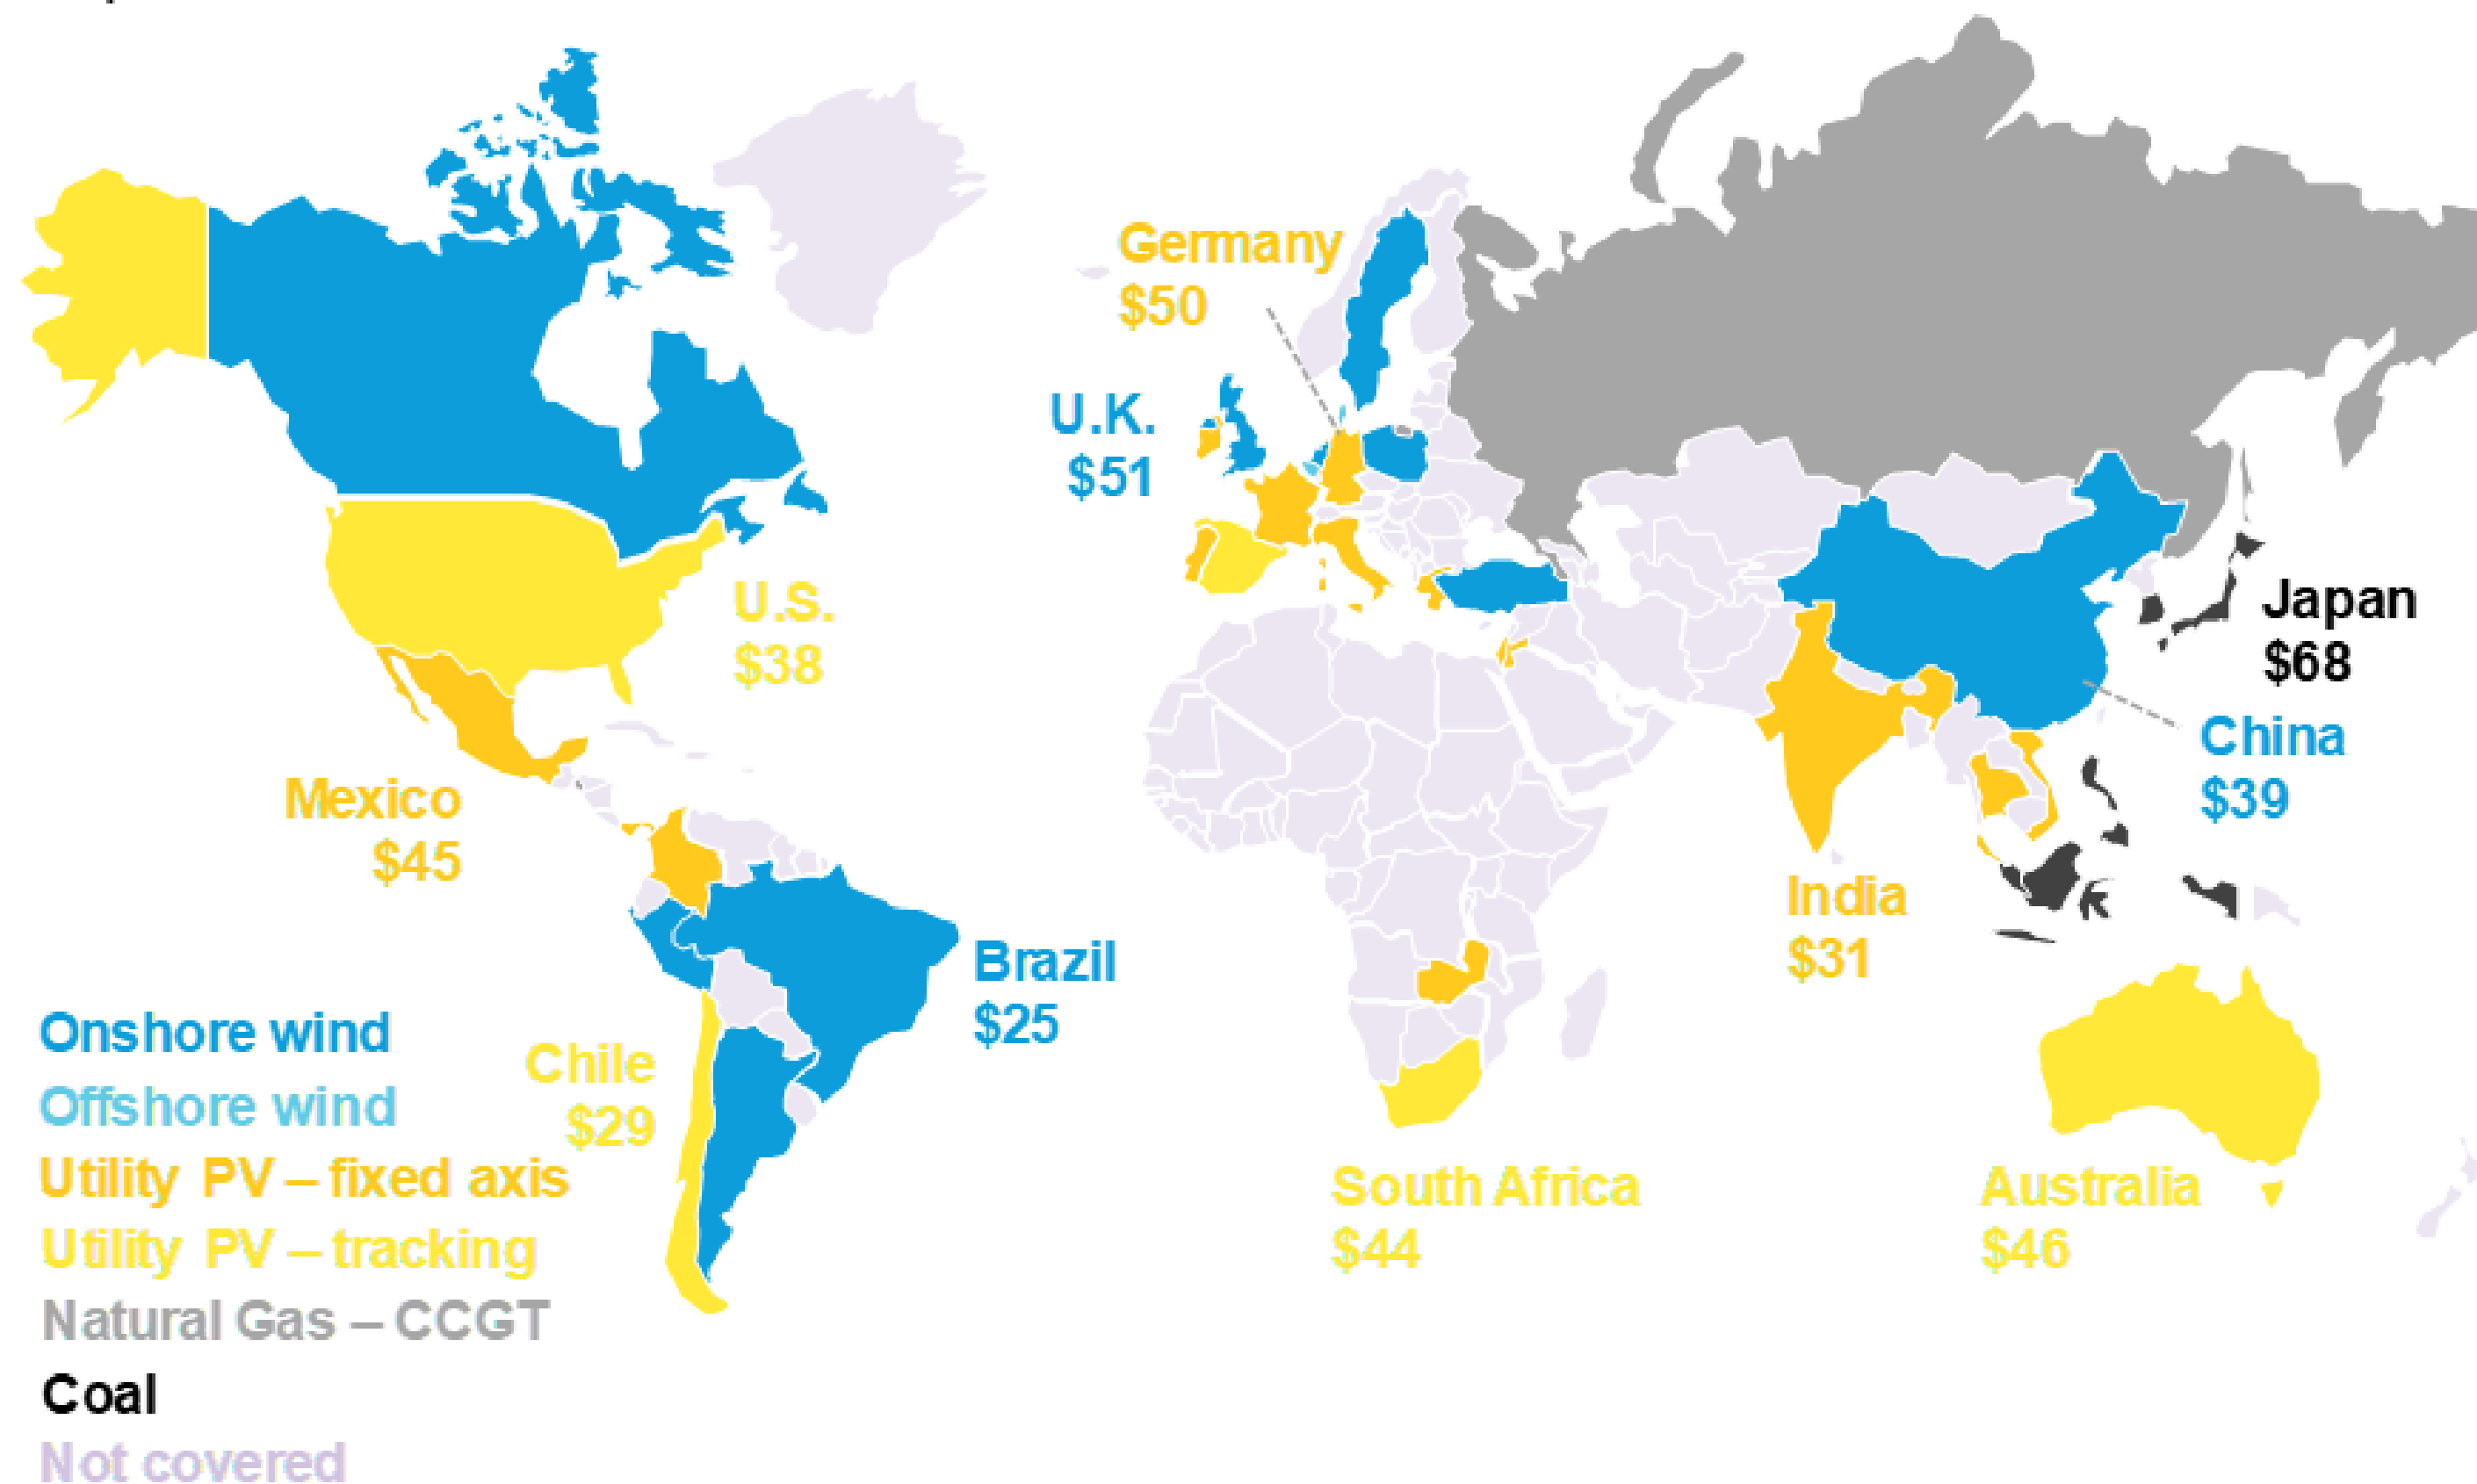 Germany
$50
U.K.
$51
U.S.
$38
Japan
$68
China
$39
Mexico
$45
India
$31
Brazil
$25
Chile
$29
South Africa
$44
Australia
$46
Onshore wind
Offshore wind
Utility PV – fixed axis
Utility PV – tracking
Natural Gas – CCGT
Coal
Not covered